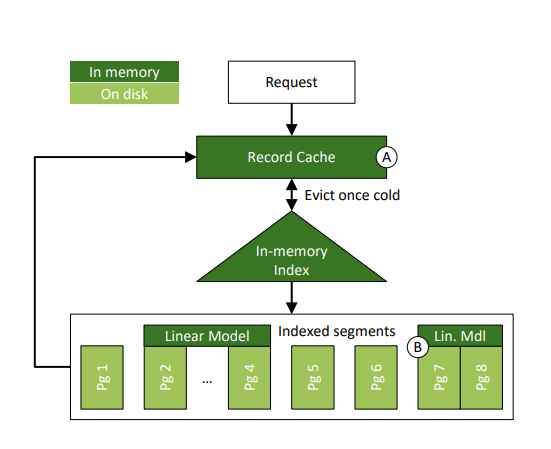 In memory
On disk
Request
Record Cache
A
Evict once cold
In-memory
Index
Linear Model
Indexed segments
B
Lin. Mdl
Pg 1
Pg 2
...
Pg 4
Pg 5
Pg 6
Pg 7
Pg 8